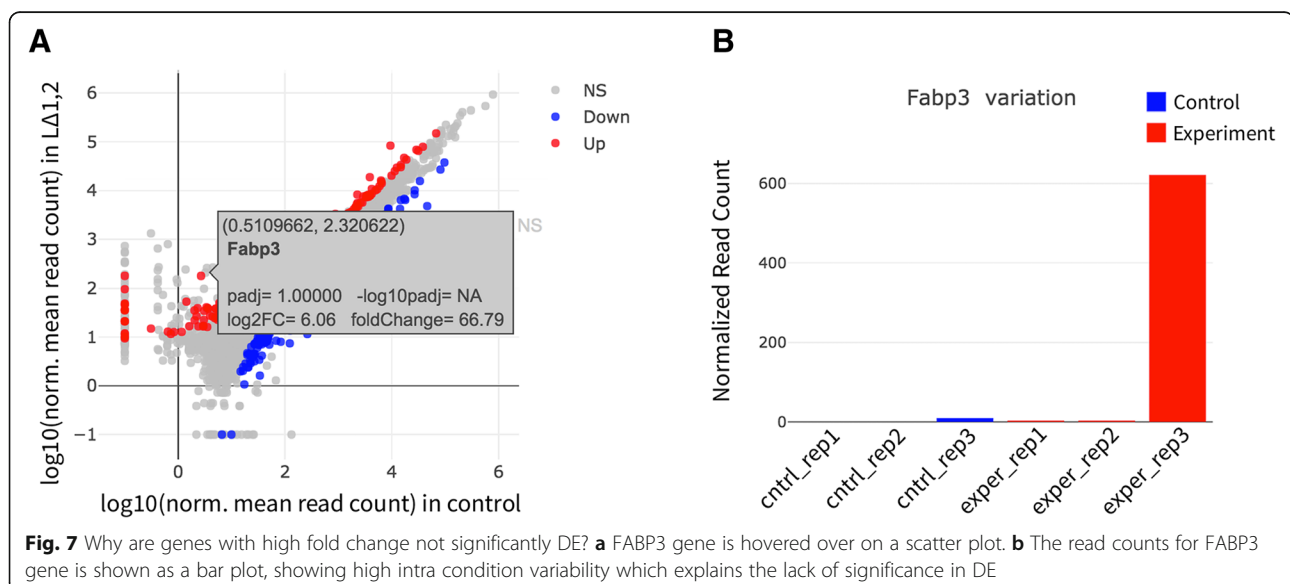 A
B
log10(norm. mean read count) in LΔ1,2
6
5
4
3
2
1
0
−1
0
2
4
6
log10(norm. mean read count) in control
NS
Down
Up
(0.5109662, 2.320622)
Fabp3
padj= 1.00000 -log10padj= NA
log2FC= 6.06 foldChange= 66.79
NS
Fabp3 variation
Control
Experiment
Normalized Read Count
600
400
200
0
cntrl_rep1
cntrl_rep2
cntrl_rep3
exper_rep1
exper_rep2
exper_rep3
Fig. 7 Why are genes with high fold change not significantly DE? a FABP3 gene is hovered over on a scatter plot. b The read counts for FABP3
gene is shown as a bar plot, showing high intra condition variability which explains the lack of significance in DE